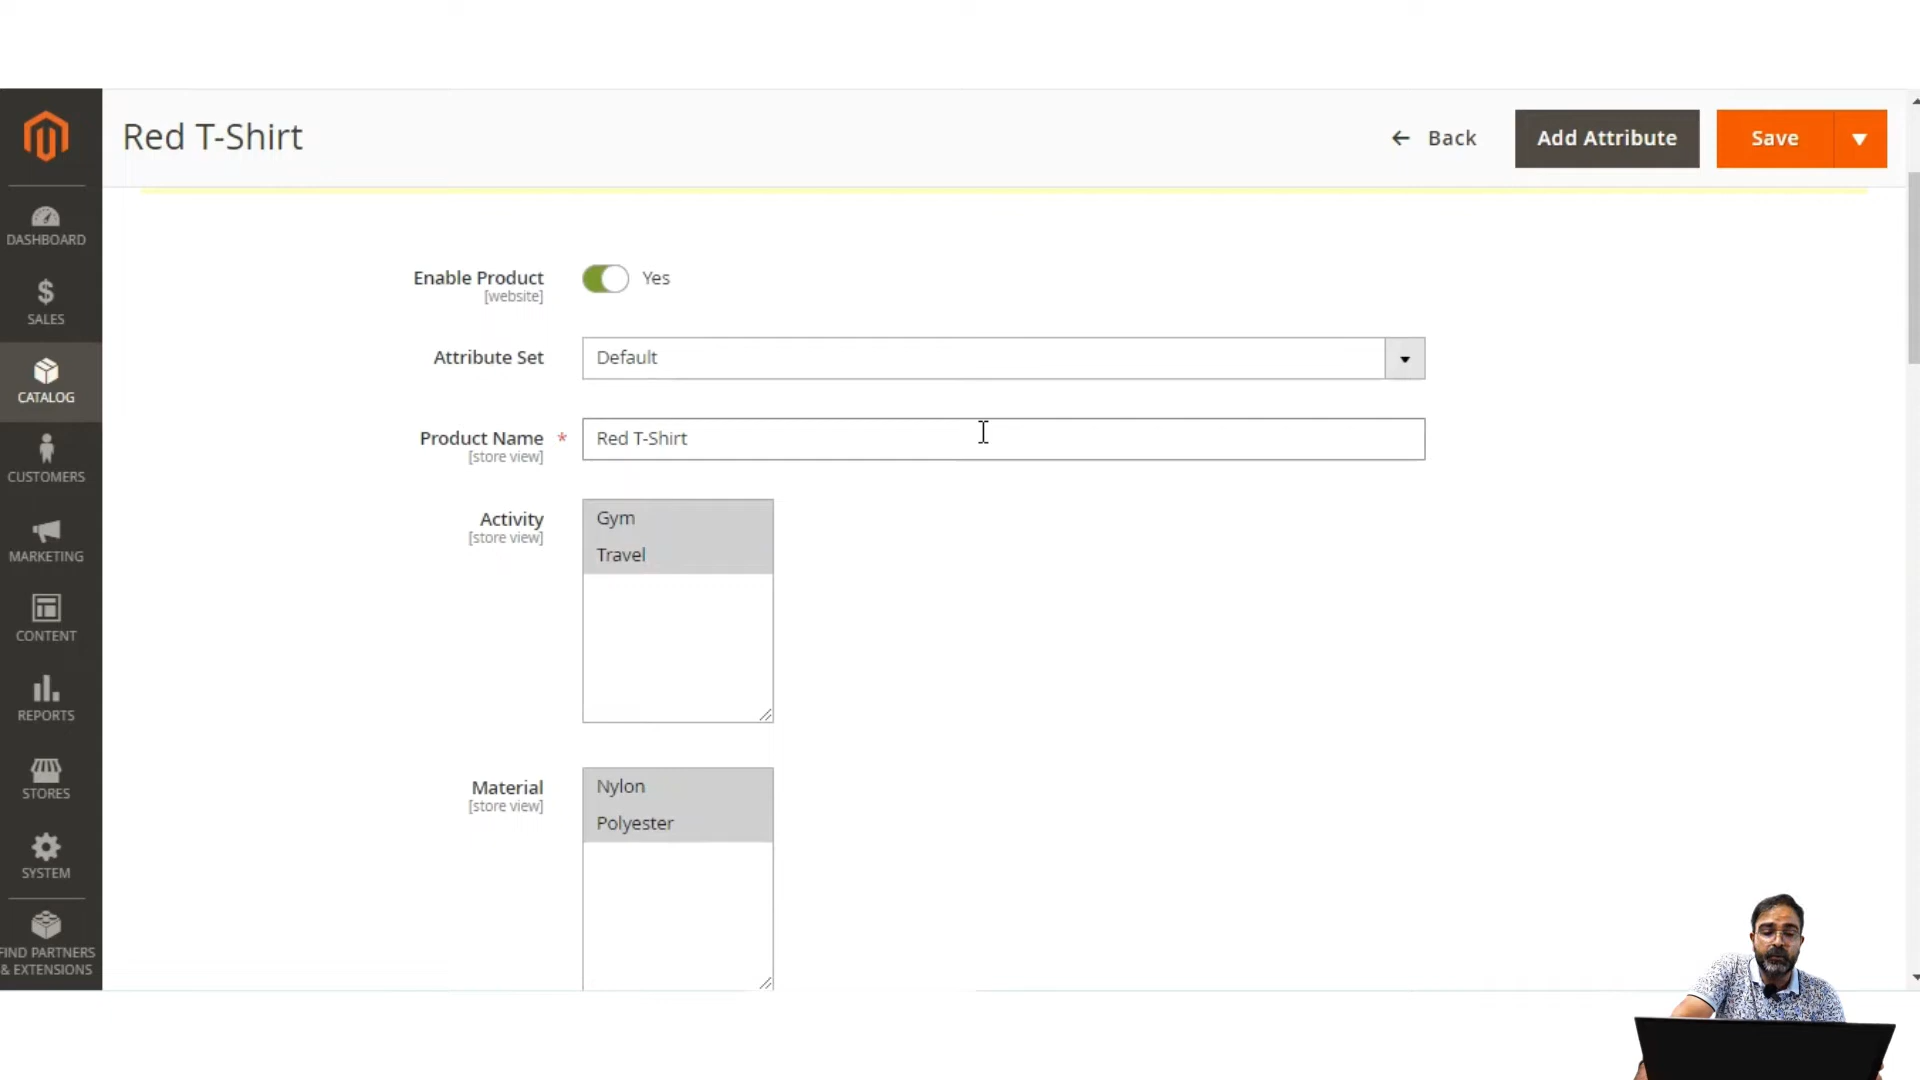 Red T-Shirt
Back
Add Attribute
Save
DASHBOARD
SALES
CATALOG
CUSTOMERS
MARKETING
CONTENT
REPORTS
STORES
SYSTEM
FIND PARTNERS
& EXTENSIONS
Enable Product
[website]
Yes
Attribute Set
Default
Product Name *
[store view]
Red T-Shirt
Activity
[store view]
Gym
Travel
Material
[store view]
Nylon
Polyester